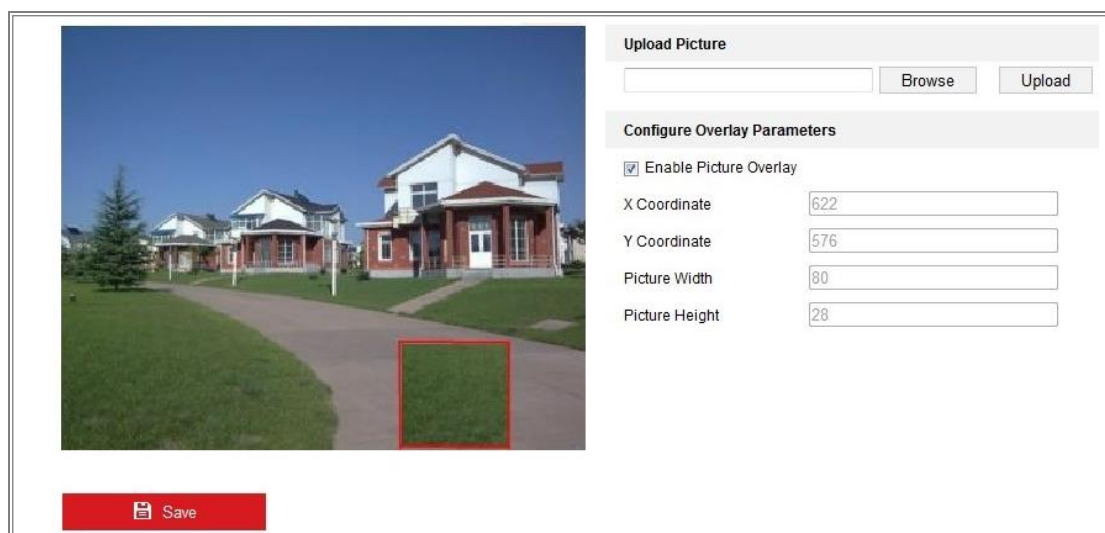 Upload Picture
Browse
Upload
Configure Overlay Parameters
Enable Picture Overlay
X Coordinate 622
Y Coordinate 576
Picture Width 80
Picture Height 28
Save